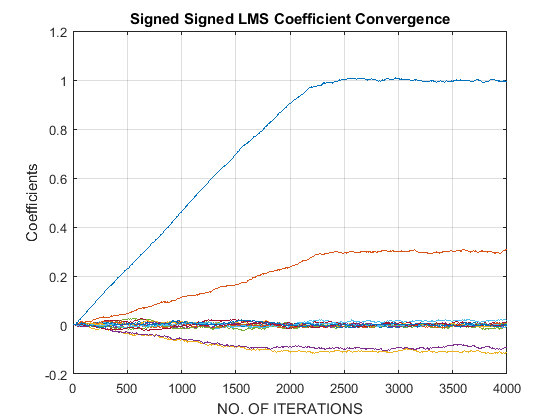 Signed Signed LMS Coefficient Convergence
1.2
1
0.8
0.6
0.4
0.2
0
-0.2
Coefficients
0 500 1000 1500 2000 2500 3000 3500 4000
NO. OF ITERATIONS